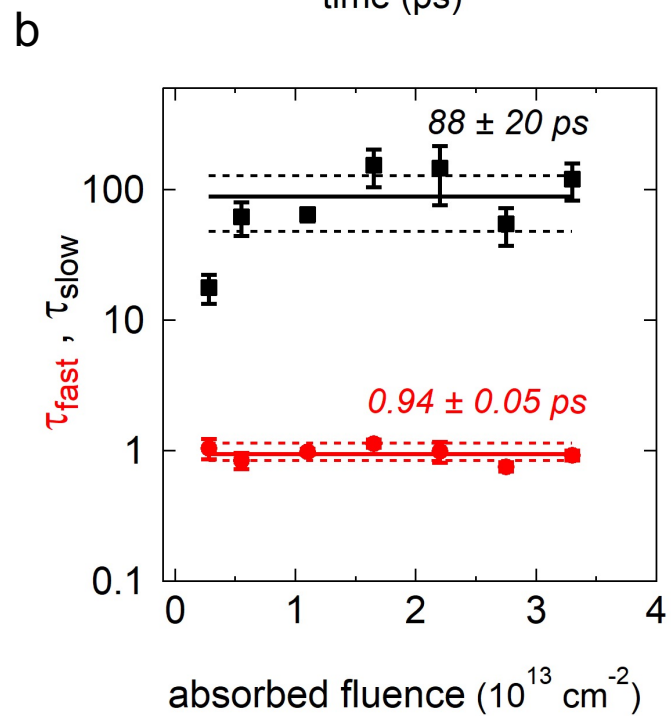 time (ps)
b
88 ± 20 ps
100
10
0.94 ± 0.05 ps
1
0.1
τfast , τslow
0 1 2 3 4
absorbed fluence (10^13 cm^-2)